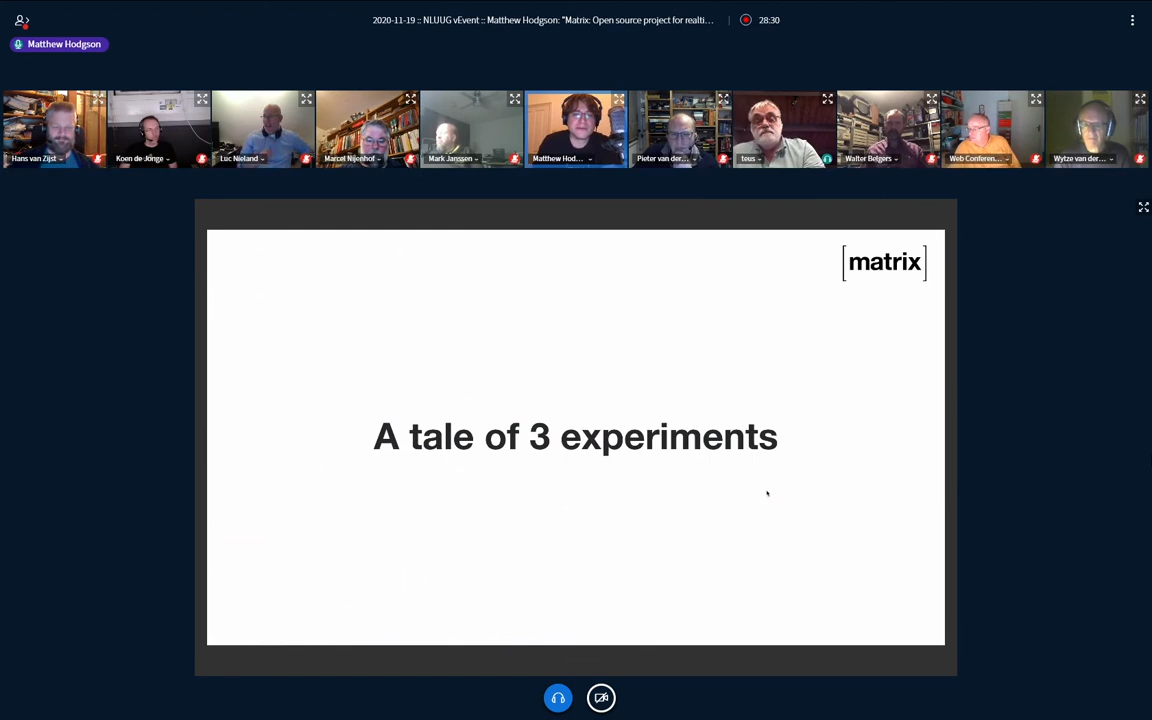 2020-11-19 :: NLUUG vEvent :: Matthew Hodgson: "Matrix: Open source project for realti...
28:30
Matthew Hodgson
Hans van Zijst
Koen de Jonge
Luc Nieland
Marcel Nijenhof
Mark Janssen
Matthew Hod...
Pieter van der...
teus
Walter Belgers
Web Conferen...
Wytze van der...
[matrix]
A tale of 3 experiments